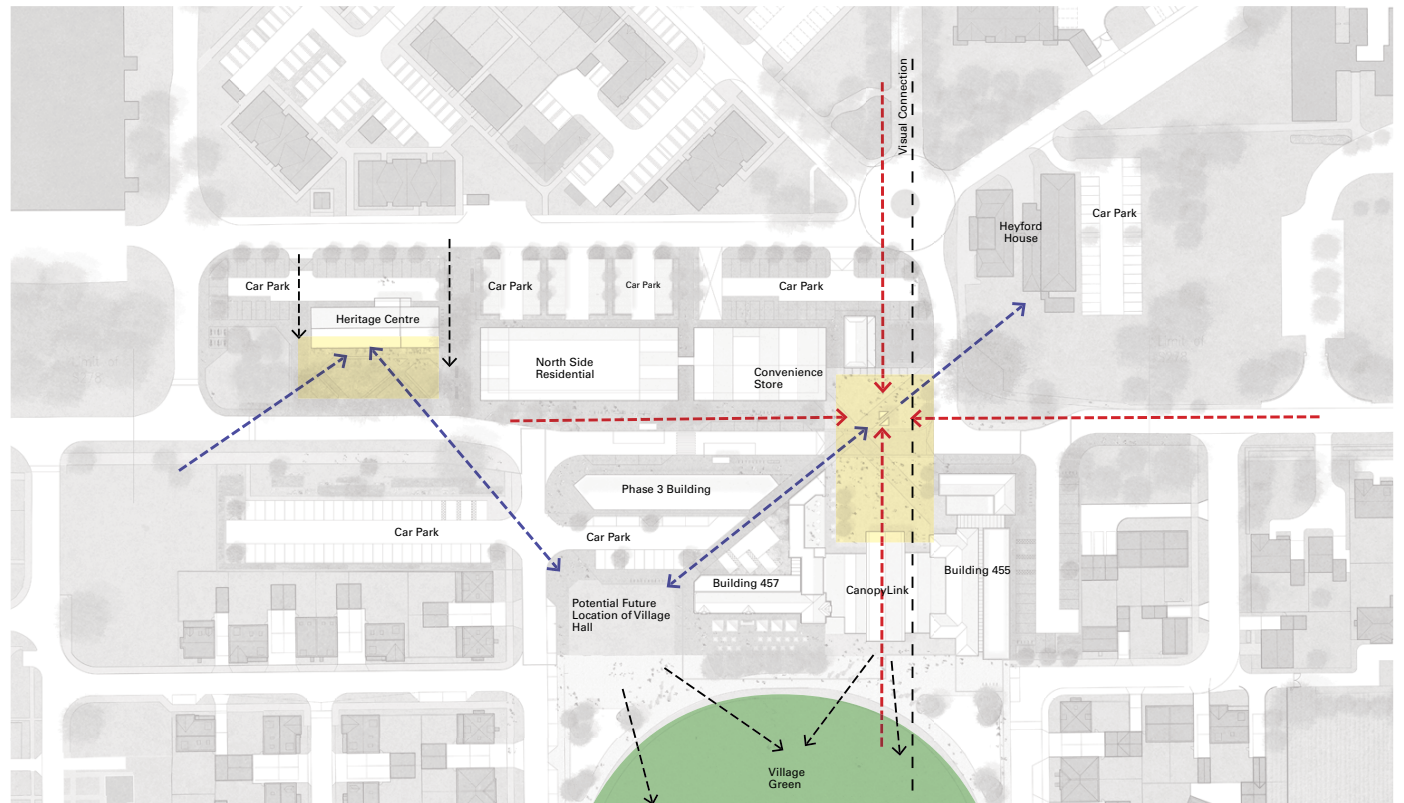 Visual Connection
Car Park
Heyford
House
Car Park
Car Park
Car Park
Car Park
Heritage Centre
North Side
Residential
Convenience
Store
Phase 3 Building
Car Park
Car Park
Building 457
CanopyLink
Building 455
Potential Future
Location of Village
Hall
Village
Green